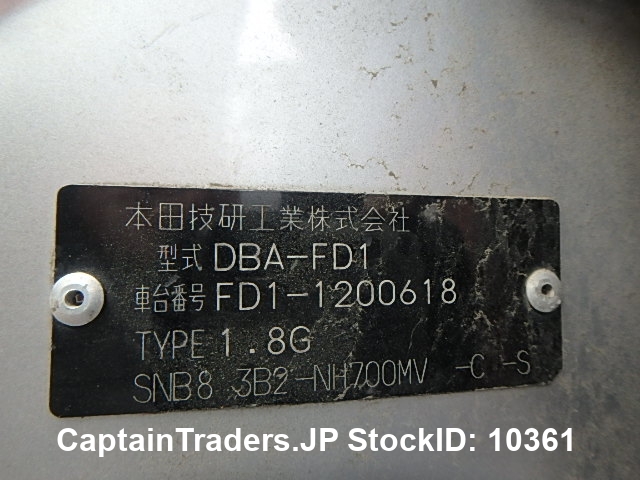 本田技研工業株式会社
型式 DBA-FD1
車台番号 FD1-1200618
TYPE 1.8G
SNB8 3B2-NH700MV -C -S
CaptainTraders.JP StockID: 10361